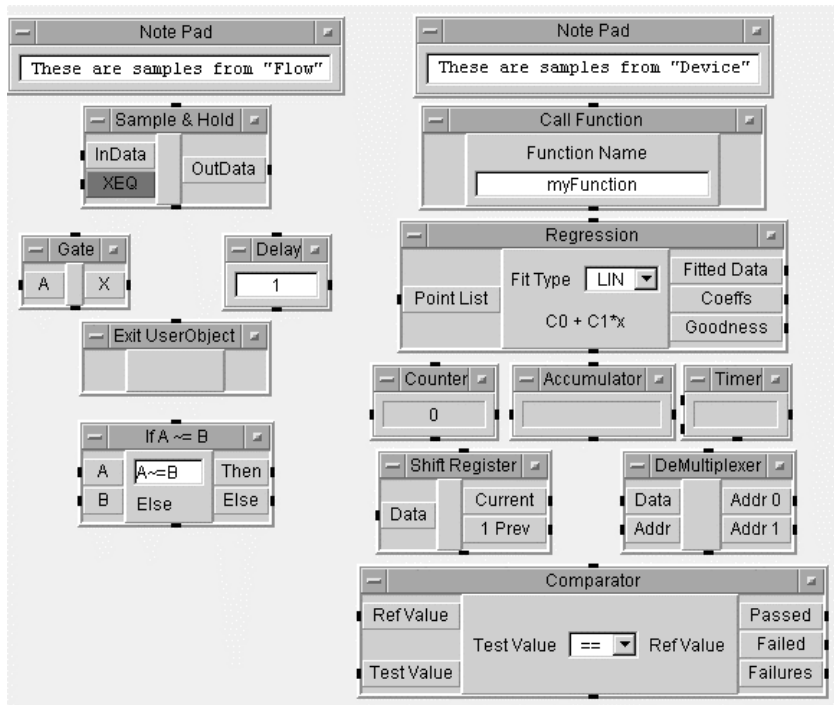 Note Pad
These are samples from "Flow"
Sample & Hold
InData
XEQ
OutData
Gate
A
X
Delay
1
Exit UserObject
If A ~= B
A
A~=B
Then
B
Else
Else
Note Pad
These are samples from "Device"
Call Function
Function Name
myFunction
Regression
Point List
Fit Type LIN
C0 + C1*x
Fitted Data
Coeffs
Goodness
Counter
0
Accumulator
Timer
Shift Register
Data
Current
1 Prev
DeMultiplexer
Data
Addr 0
Addr
Addr 1
Comparator
Ref Value
Test Value == Ref Value
Test Value
Passed
Failed
Failures